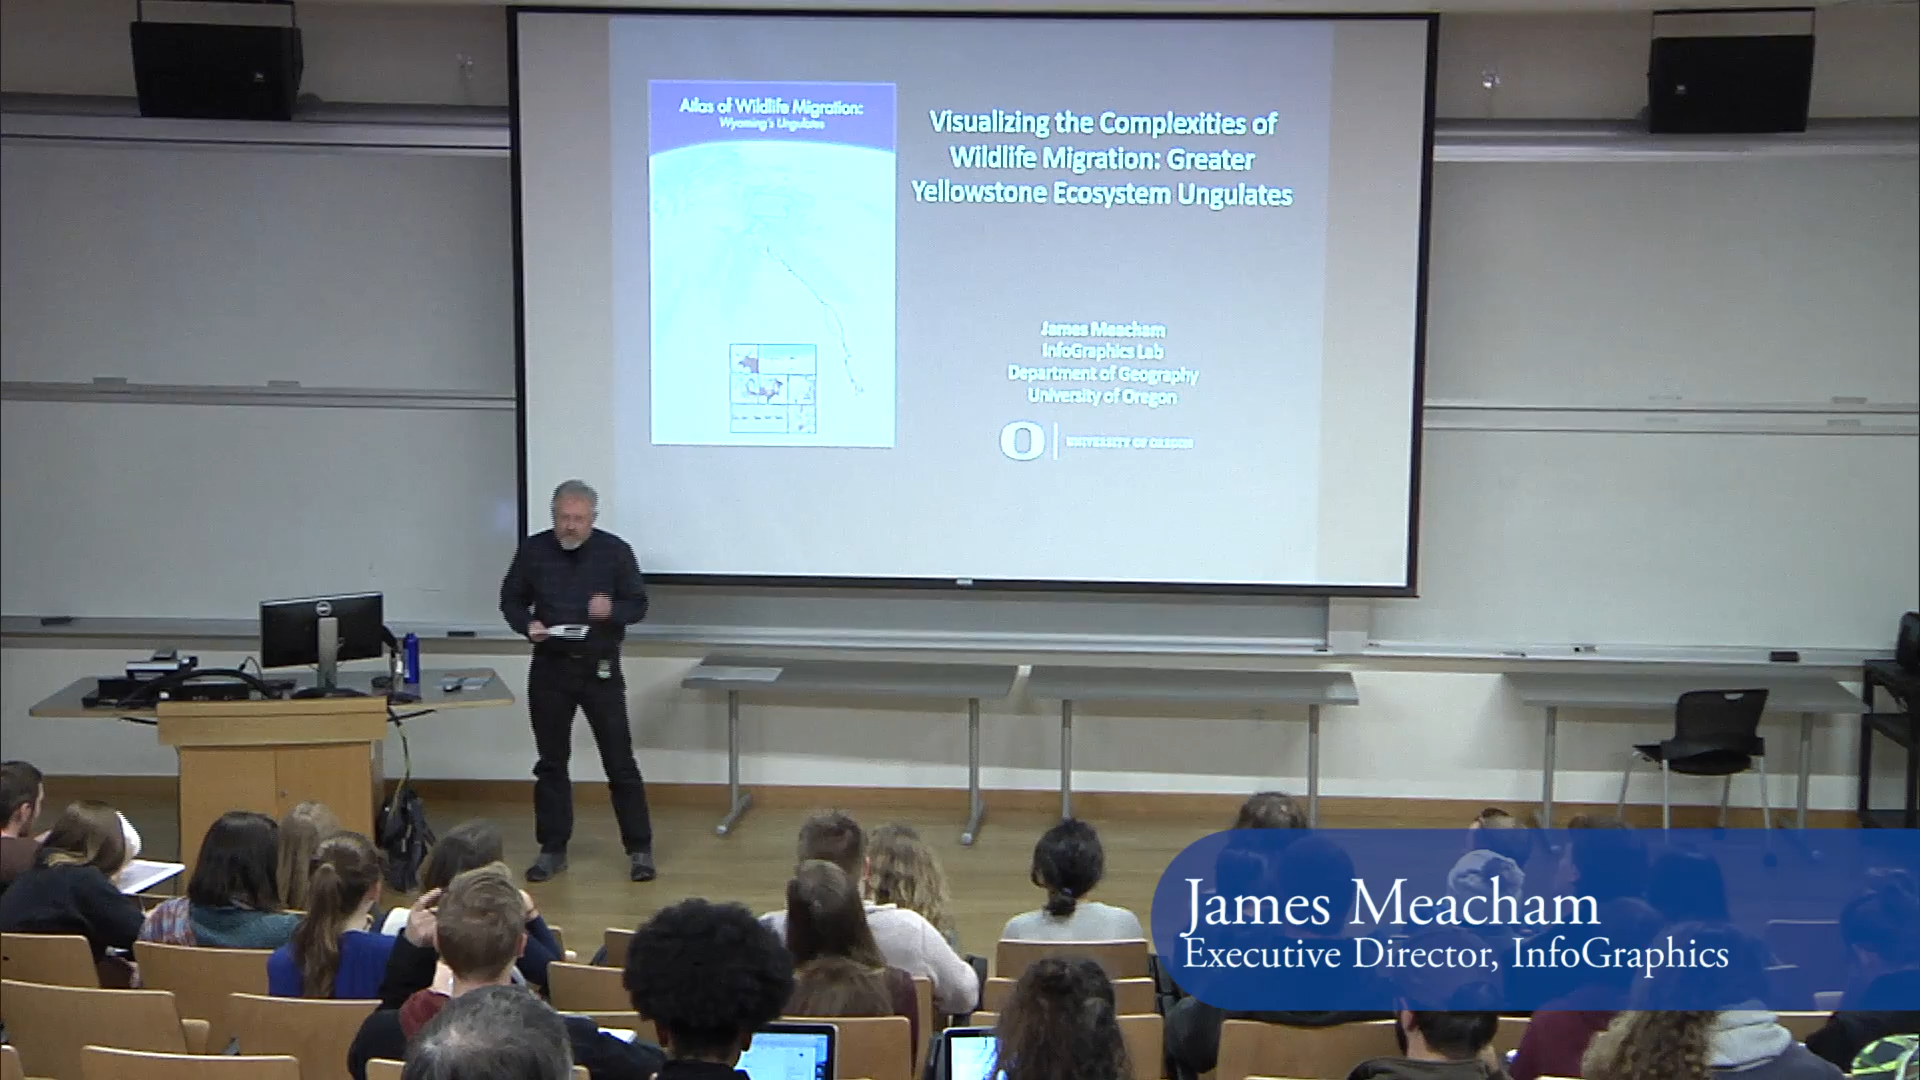 Atlas of Wildlife Migration:
Wyoming's Ungulates
Visualizing the Complexities of
Wildlife Migration: Greater
Yellowstone Ecosystem Ungulates
James Meacham
InfoGraphics Lab
Department of Geography
University of Oregon
O
UNIVERSITY OF OREGON
James Meacham
Executive Director, InfoGraphics